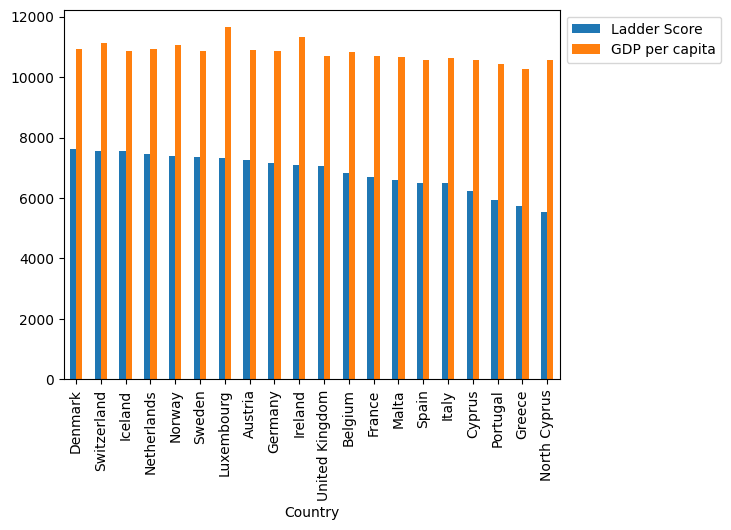 12000
10000
8000
6000
4000
2000
0
Ladder Score
GDP per capita
Denmark
Switzerland
Iceland
Netherlands
Norway
Sweden
Luxembourg
Austria
Germany
Ireland
United Kingdom
Belgium
France
Malta
Spain
Italy
Cyprus
Portugal
Greece
North Cyprus
Country